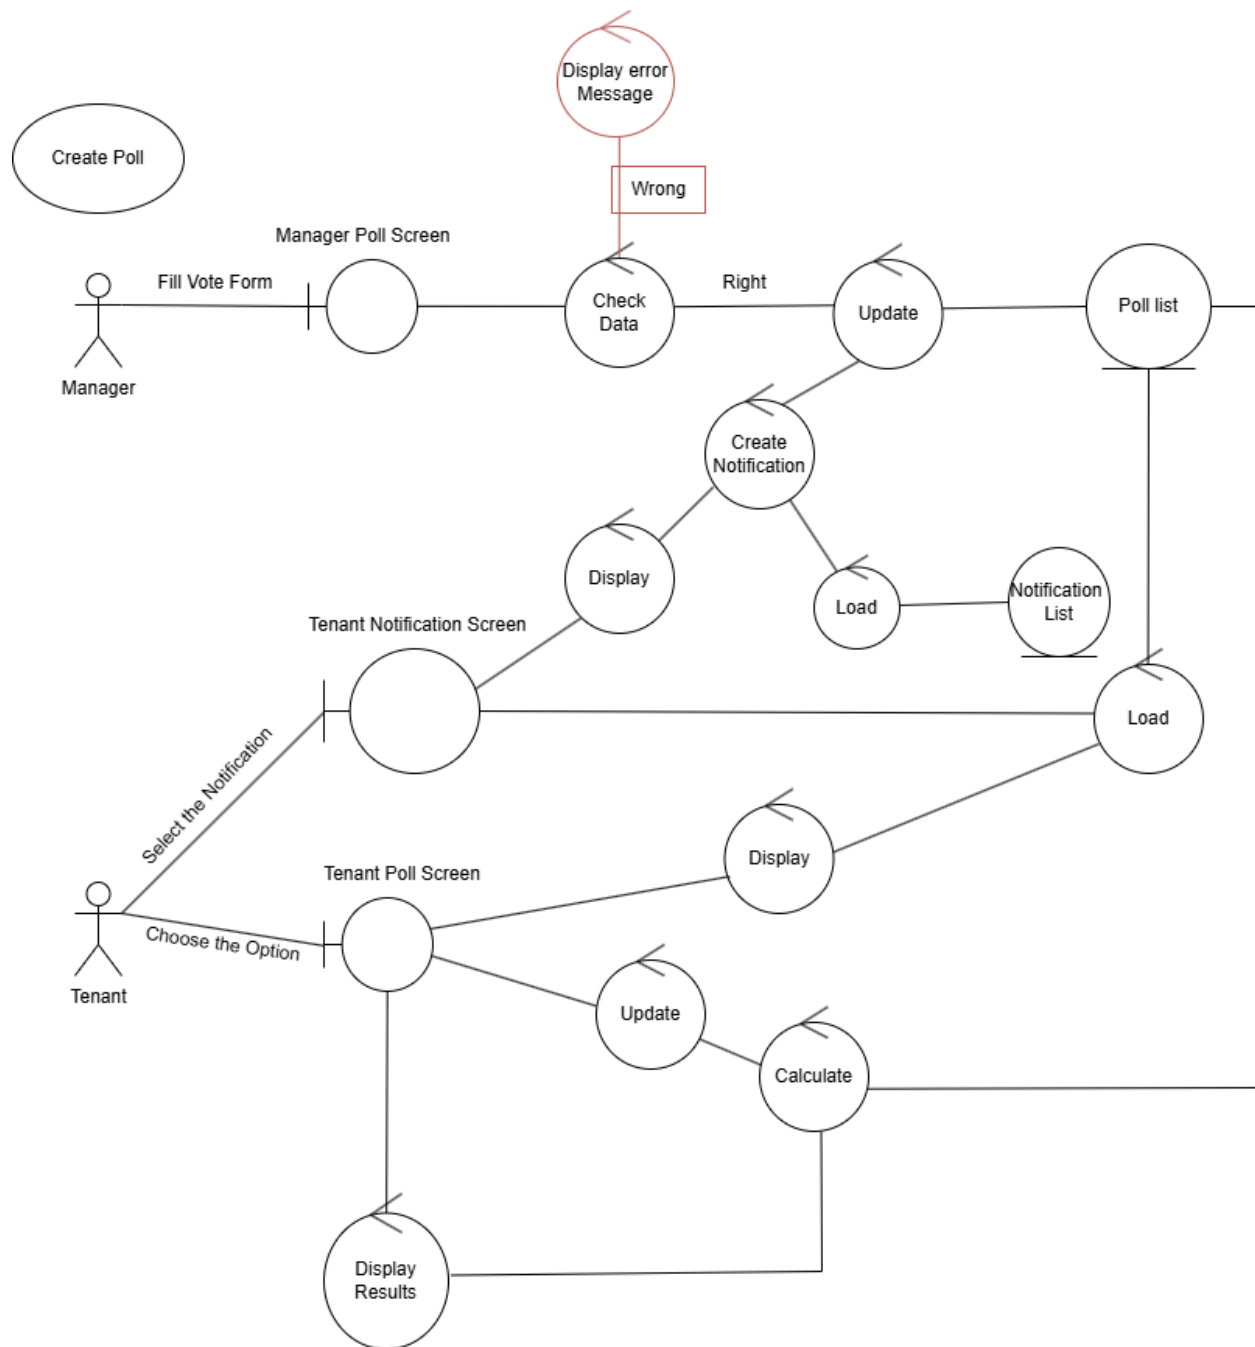 Display error
Message
Create Poll
Wrong
Manager Poll Screen
Fill Vote Form
Check
Data
Right
Update
Poll list
Manager
Create
Notification
Display
Load
Notification
List
Tenant Notification Screen
Select the Notification
Load
Display
Tenant Poll Screen
Choose the Option
Tenant
Update
Calculate
Display
Results